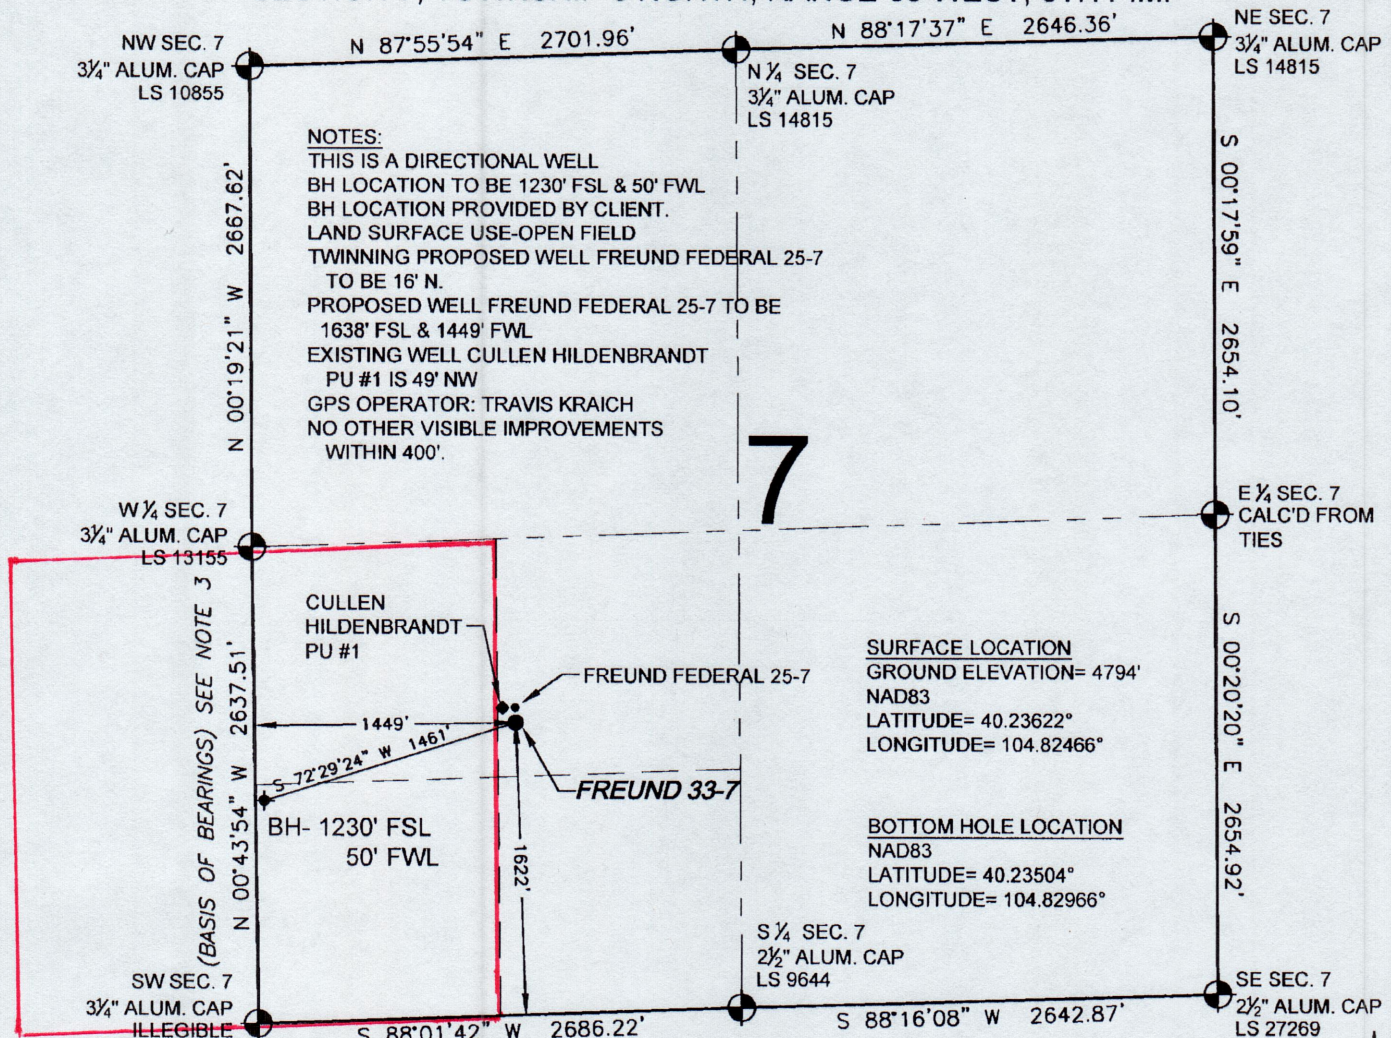 N 87°55'54" E 2701.96'
N 88°17'37" E 2646.36'
NW SEC. 7
3¼" ALUM. CAP
LS 10855
N ¼ SEC. 7
3¼" ALUM. CAP
LS 14815
NE SEC. 7
3¼" ALUM. CAP
LS 14815
NOTES:
THIS IS A DIRECTIONAL WELL
BH LOCATION TO BE 1230' FSL & 50' FWL
BH LOCATION PROVIDED BY CLIENT.
LAND SURFACE USE-OPEN FIELD
TWINNING PROPOSED WELL FREUND FEDERAL 25-7
TO BE 16' N.
PROPOSED WELL FREUND FEDERAL 25-7 TO BE
1638' FSL & 1449' FWL
EXISTING WELL CULLEN HILDENBRANDT
PU #1 IS 49' NW
GPS OPERATOR: TRAVIS KRAICH
NO OTHER VISIBLE IMPROVEMENTS
WITHIN 400'.
N 00°19'21" W 2667.62'
S 00°17'59" E 2654.10'
7
W ¼ SEC. 7
3¼" ALUM. CAP
LS 13155
E ¼ SEC. 7
CALC'D FROM
TIES
(BASIS OF BEARINGS) SEE NOTE 3
N 00°43'54" W 2637.51'
CULLEN
HILDENBRANDT
PU #1
FREUND FEDERAL 25-7
1449'
S 72°29'24" W 1461'
FREUND 33-7
BH- 1230' FSL
50' FWL
1622'
SURFACE LOCATION
GROUND ELEVATION= 4794'
NAD83
LATITUDE= 40.23622°
LONGITUDE= 104.82466°
BOTTOM HOLE LOCATION
NAD83
LATITUDE= 40.23504°
LONGITUDE= 104.82966°
S 00°20'20" E 2654.92'
SW SEC. 7
3¼" ALUM. CAP
ILLEGIBLE
S ¼ SEC. 7
2½" ALUM. CAP
LS 9644
SE SEC. 7
2½" ALUM. CAP
LS 27269
S 88°01'42" W 2686.22'
S 88°16'08" W 2642.87'